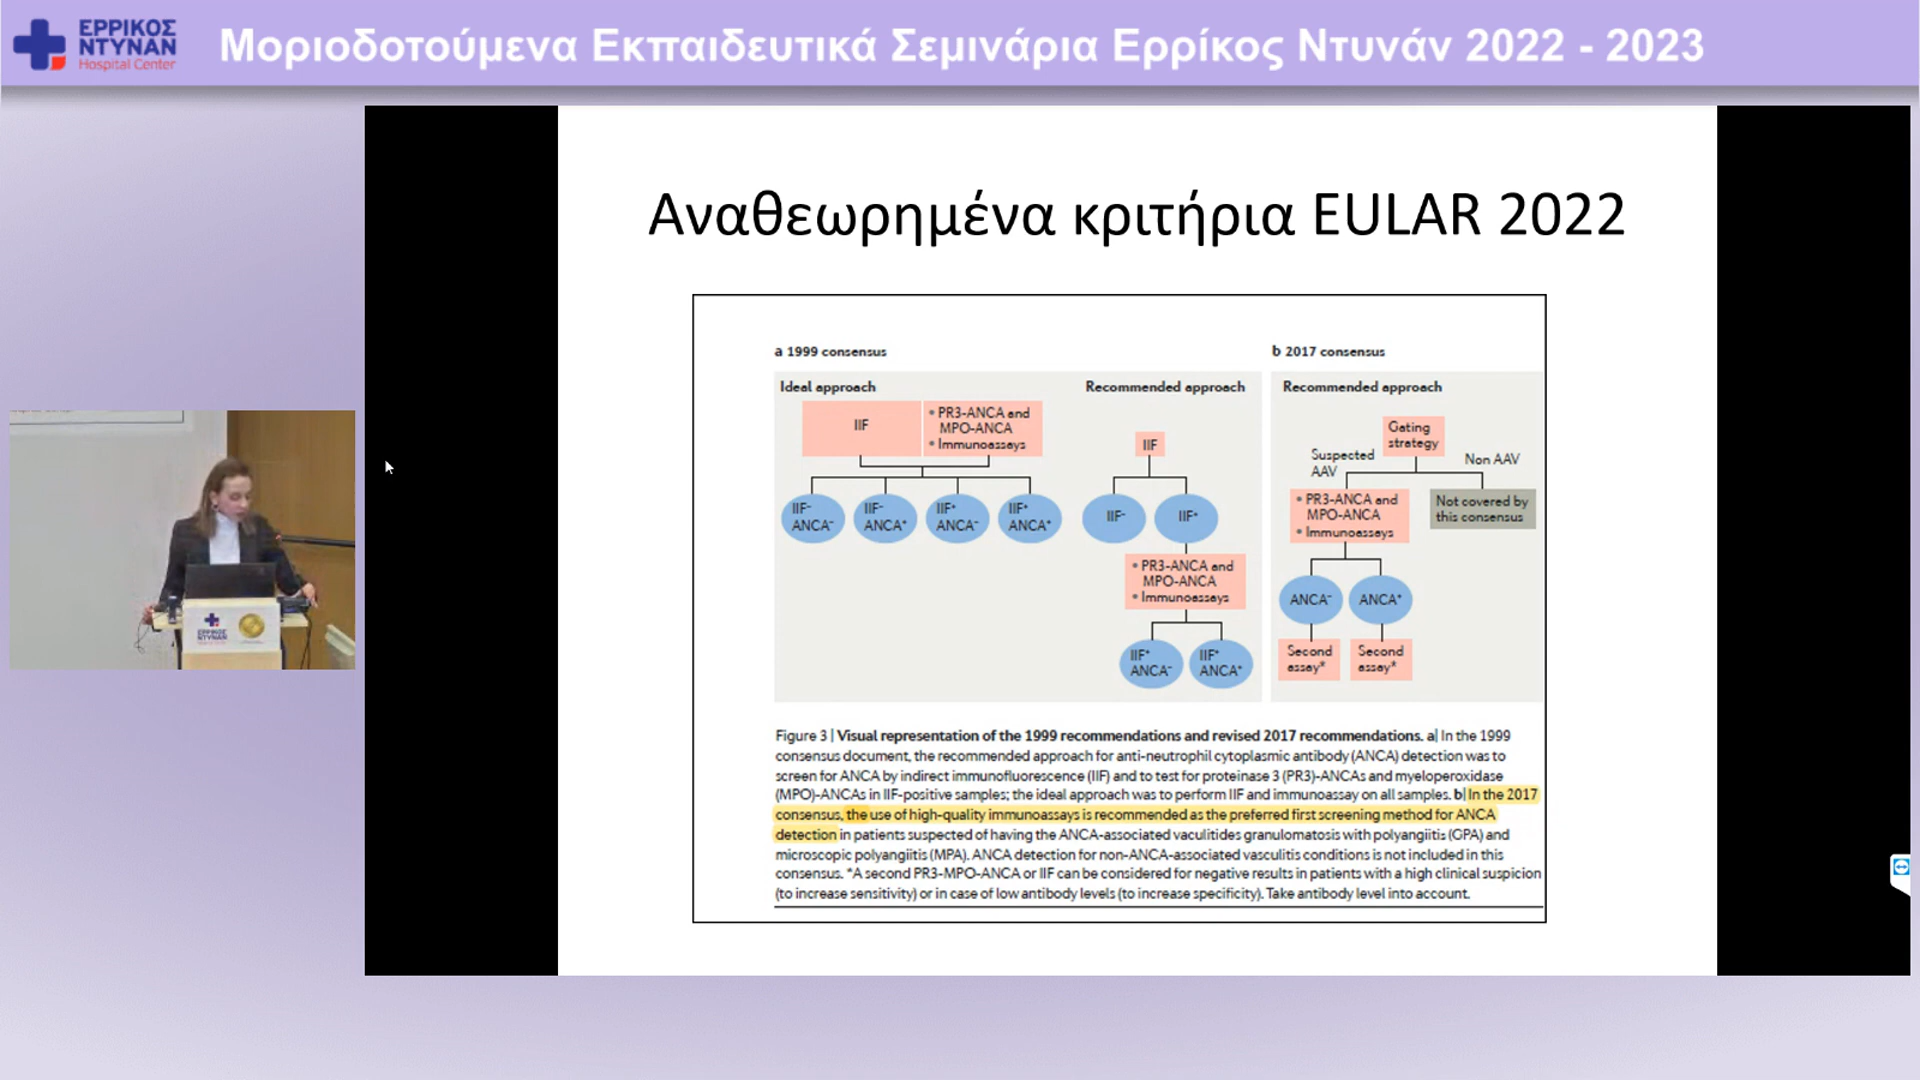 ΕΡΡΙΚΟΣ
ΝΤΥΝΑΝ
Hospital Center
Μοριοδοτούμενα Εκπαιδευτικά Σεμινάρια Ερρίκος Ντυνάν 2022 - 2023
Αναθεωρημένα κριτήρια EULAR 2022
a 1999 consensus
Ideal approach
IIF
• PR3-ANCA and
MPO-ANCA
• Immunoassays
IIF-
ANCA-
IIF-
ANCA+
IIF+
ANCA-
IIF+
ANCA+
Recommended approach
IIF
IIF-
IIF+
• PR3-ANCA and
MPO-ANCA
• Immunoassays
IIF+
ANCA-
IIF+
ANCA+
b 2017 consensus
Recommended approach
Gating
strategy
Suspected
AAV
Non AAV
• PR3-ANCA and
MPO-ANCA
• Immunoassays
Not covered by
this consensus
ANCA-
ANCA+
Second
assay*
Second
assay*
Figure 3 | Visual representation of the 1999 recommendations and revised 2017 recommendations. a| In the 1999
consensus document, the recommended approach for anti-neutrophil cytoplasmic antibody (ANCA) detection was to
screen for ANCA by indirect immunofluorescence (IIF) and to test for proteinase 3 (PR3)-ANCAs and myeloperoxidase
(MPO)-ANCAs in IIF-positive samples; the ideal approach was to perform IIF and immunoassay on all samples. b| In the 2017
consensus, the use of high-quality immunoassays is recommended as the preferred first screening method for ANCA
detection in patients suspected of having the ANCA-associated vaculitides granulomatosis with polyangiitis (GPA) and
microscopic polyangiitis (MPA). ANCA detection for non-ANCA-associated vasculitis conditions is not included in this
consensus. *A second PR3-MPO-ANCA or IIF can be considered for negative results in patients with a high clinical suspicion
(to increase sensitivity) or in case of low antibody levels (to increase specificity). Take antibody level into account.
ΕΡΡΙΚΟΣ
ΝΤΥΝΑΝ